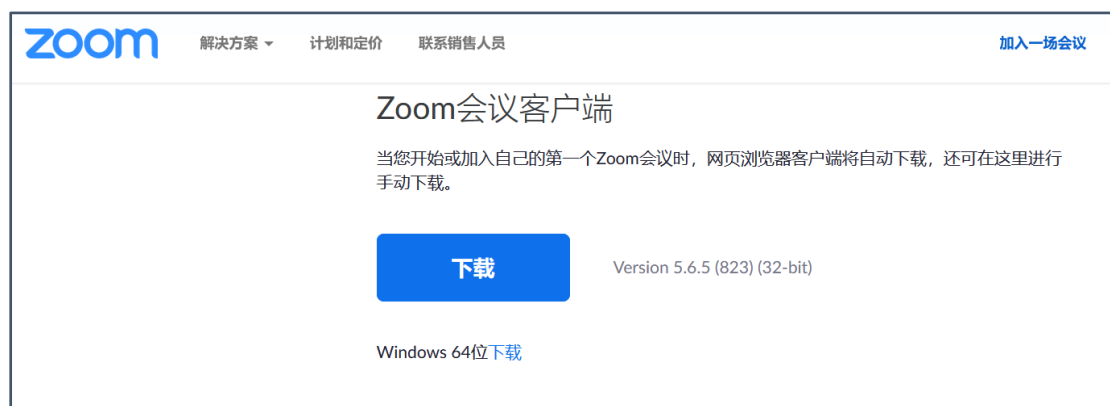 zoom 解决方案 计划和定价 联系销售人员 加入一场会议
Zoom会议客户端
当您开始或加入自己的第一个Zoom会议时，网页浏览器客户端将自动下载，还可在这里进行
手动下载。
下载 Version 5.6.5 (823) (32-bit)
Windows 64位下载